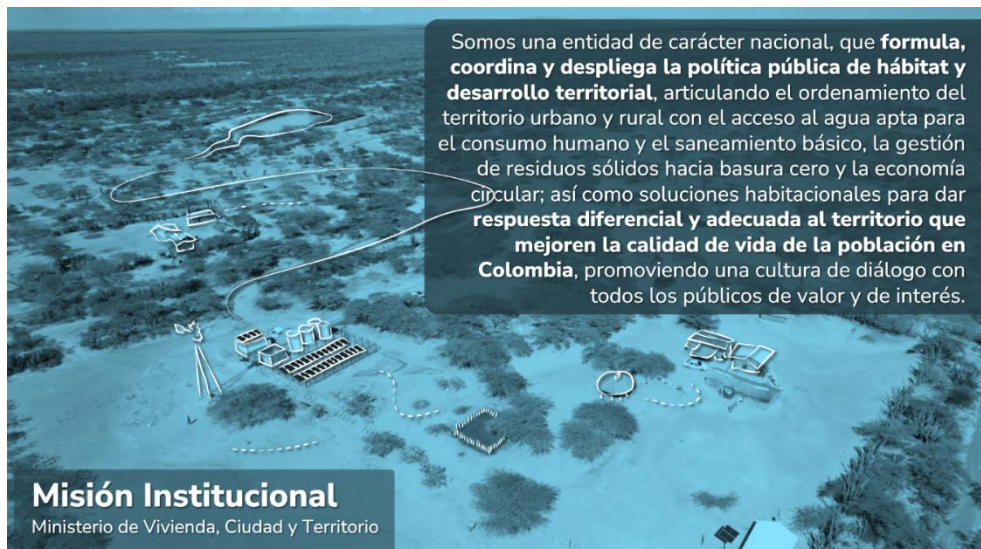 Somos una entidad de carácter nacional, que formula,
coordina y despliega la política pública de hábitat y
desarrollo territorial, articulando el ordenamiento del
territorio urbano y rural con el acceso al agua apta para
el consumo humano y el saneamiento básico, la gestión
de residuos sólidos hacia basura cero y la economía
circular; así como soluciones habitacionales para dar
respuesta diferencial y adecuada al territorio que
mejoren la calidad de vida de la población en
Colombia, promoviendo una cultura de diálogo con
todos los públicos de valor y de interés.
Misión Institucional
Ministerio de Vivienda, Ciudad y Territorio